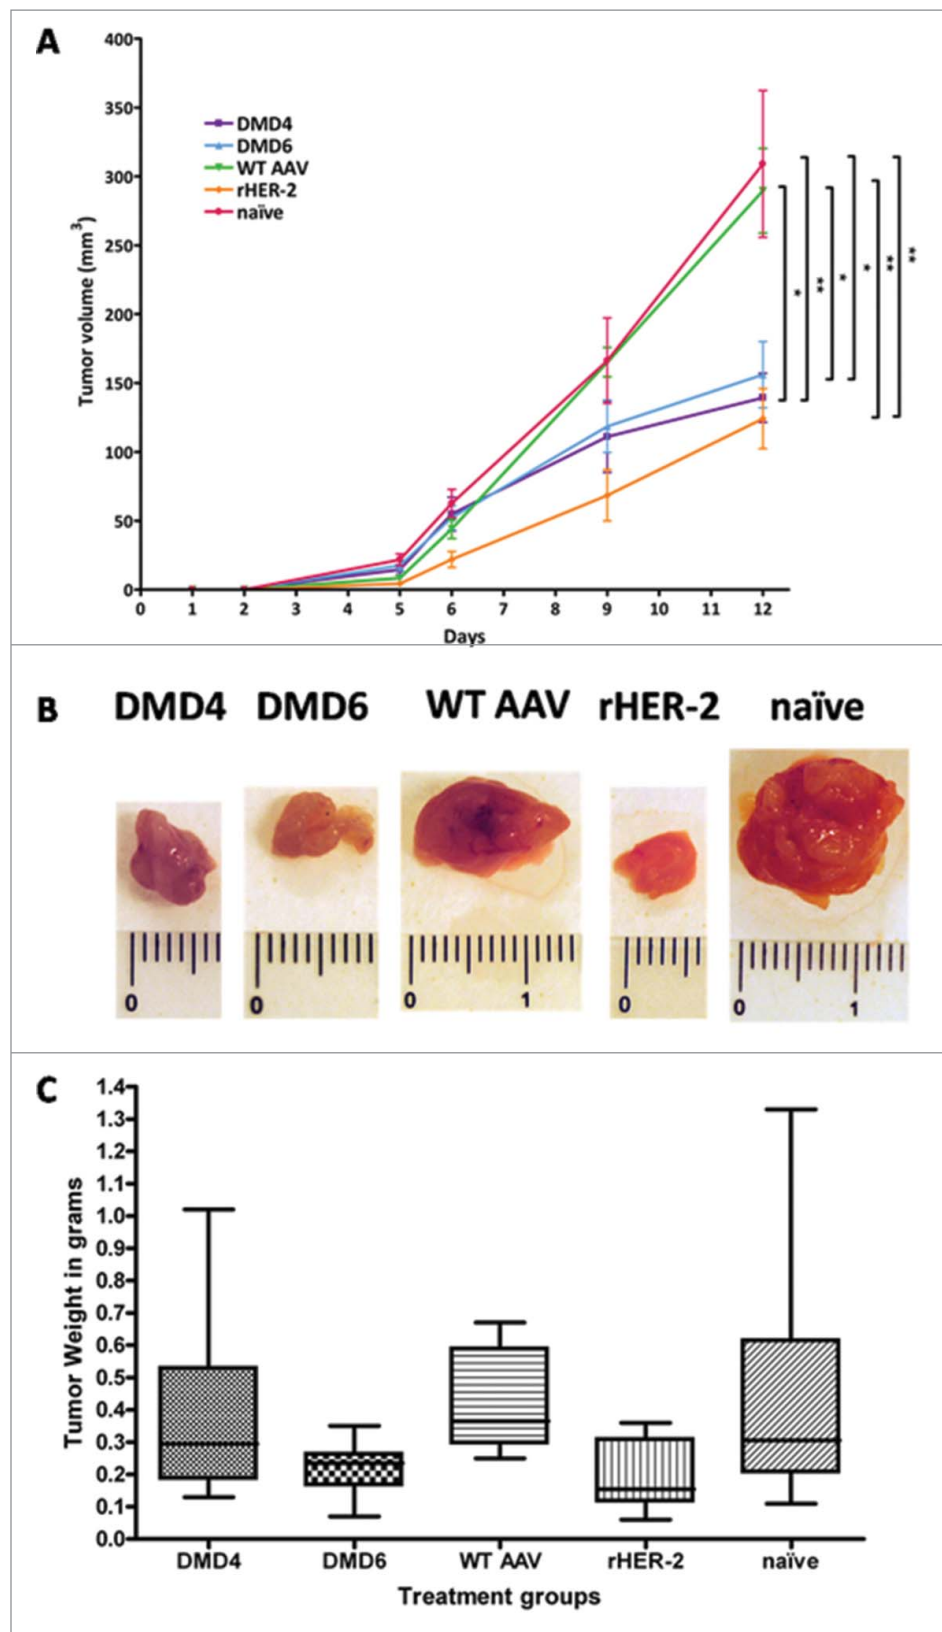 A
400
350
300
250
200
150
100
50
0
Tumor volume (mm³)
DMD4
DMD6
WT AAV
rHER-2
naïve
* ** * * ** **
0 1 2 3 4 5 6 7 8 9 10 11 12
Days
B
DMD4 DMD6 WT AAV rHER-2 naïve
0 0 0 1 0 0 1
C
1.4
1.3
1.2
1.1
1.0
0.9
0.8
0.7
0.6
0.5
0.4
0.3
0.2
0.1
0.0
Tumor Weight in grams
DMD4 DMD6 WT AAV rHER-2 naïve
Treatment groups